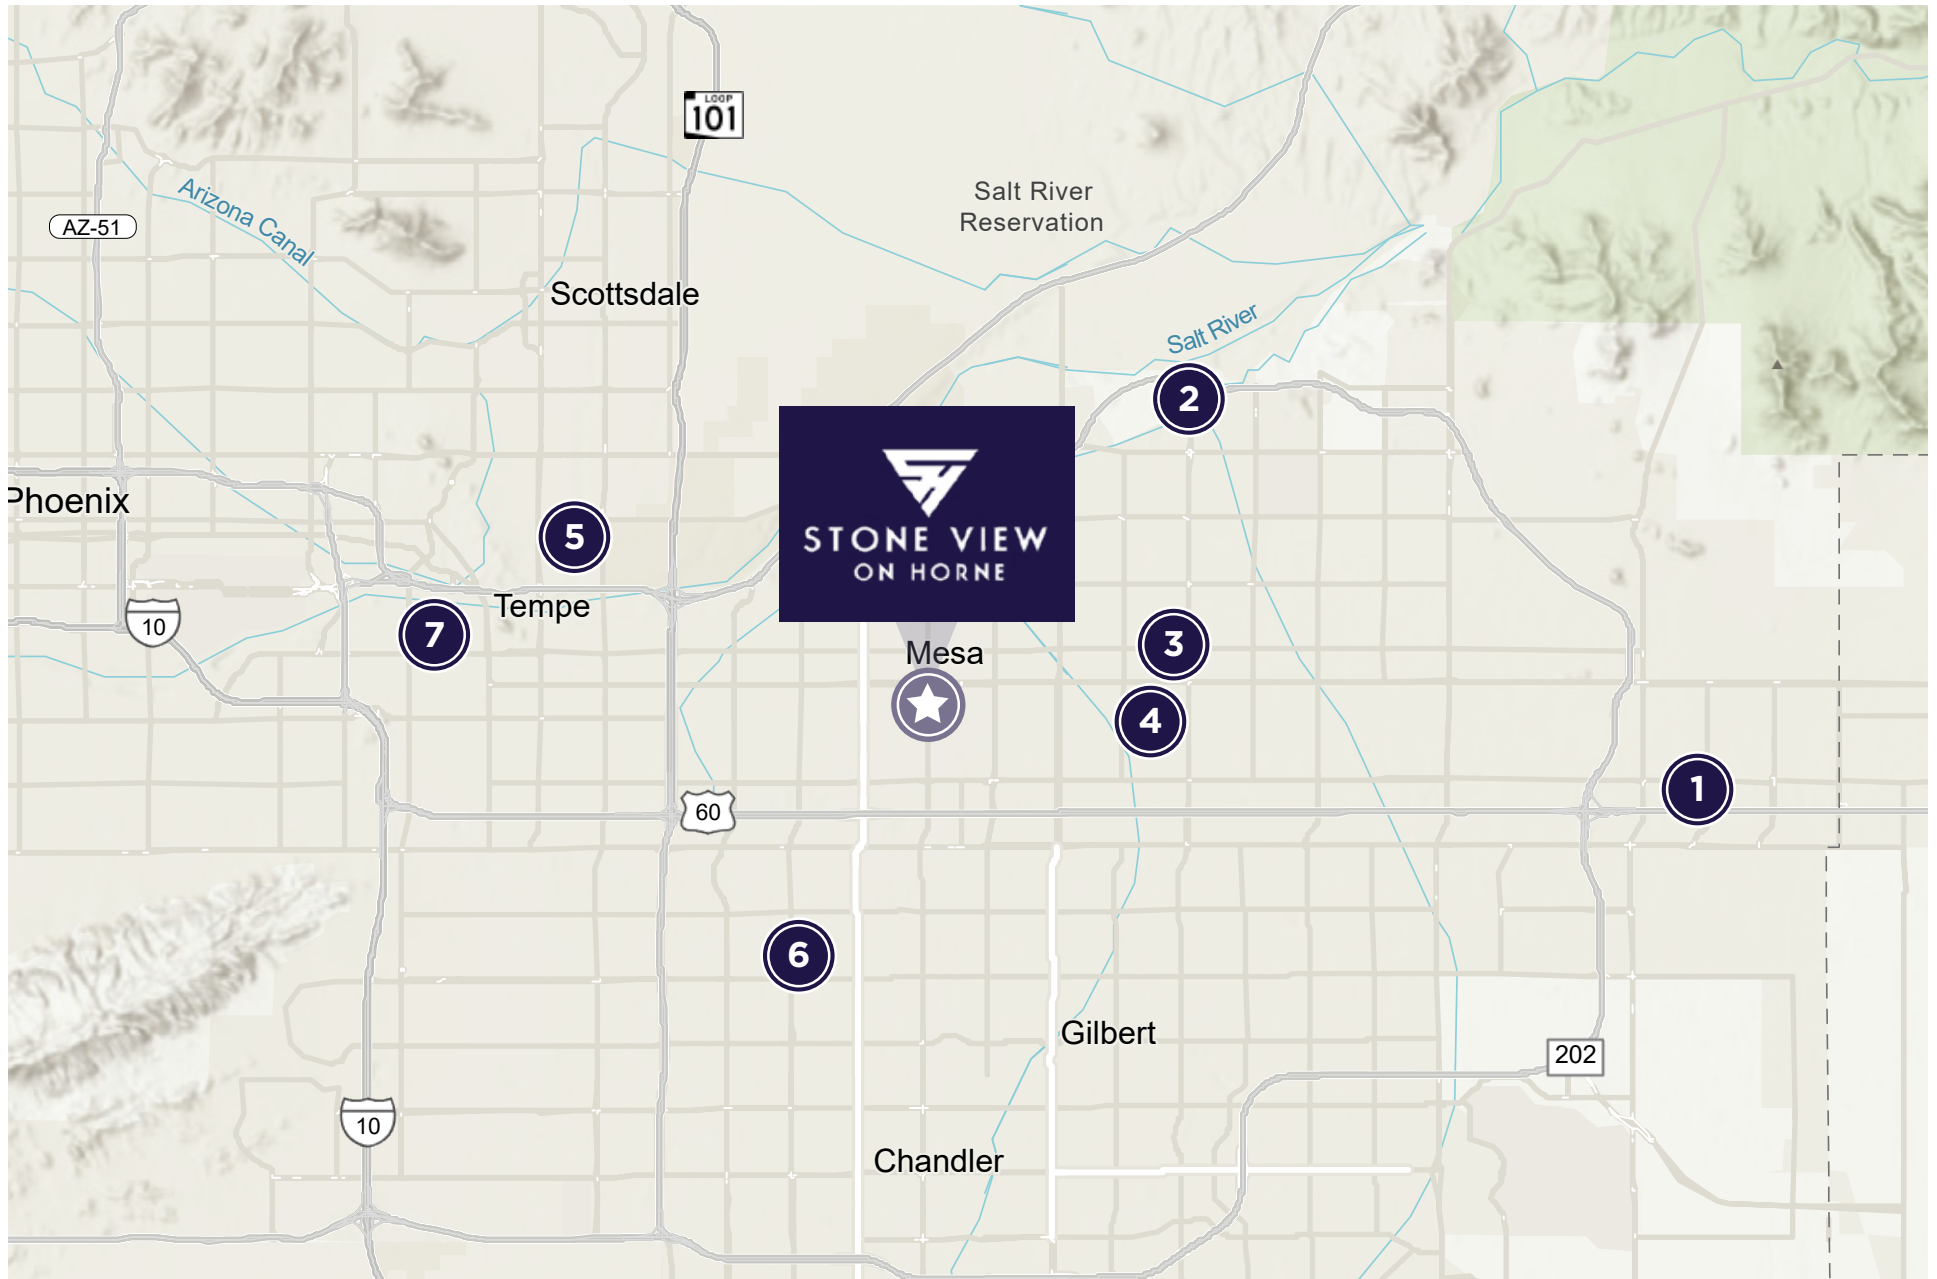 LOOP
101
Salt River
Reservation
AZ-51
Arizona Canal
Scottsdale
Salt River
2
STONE VIEW
ON HORNE
Phoenix
5
Tempe
10
7
3
Mesa
4
1
60
6
Gilbert
202
10
Chandler